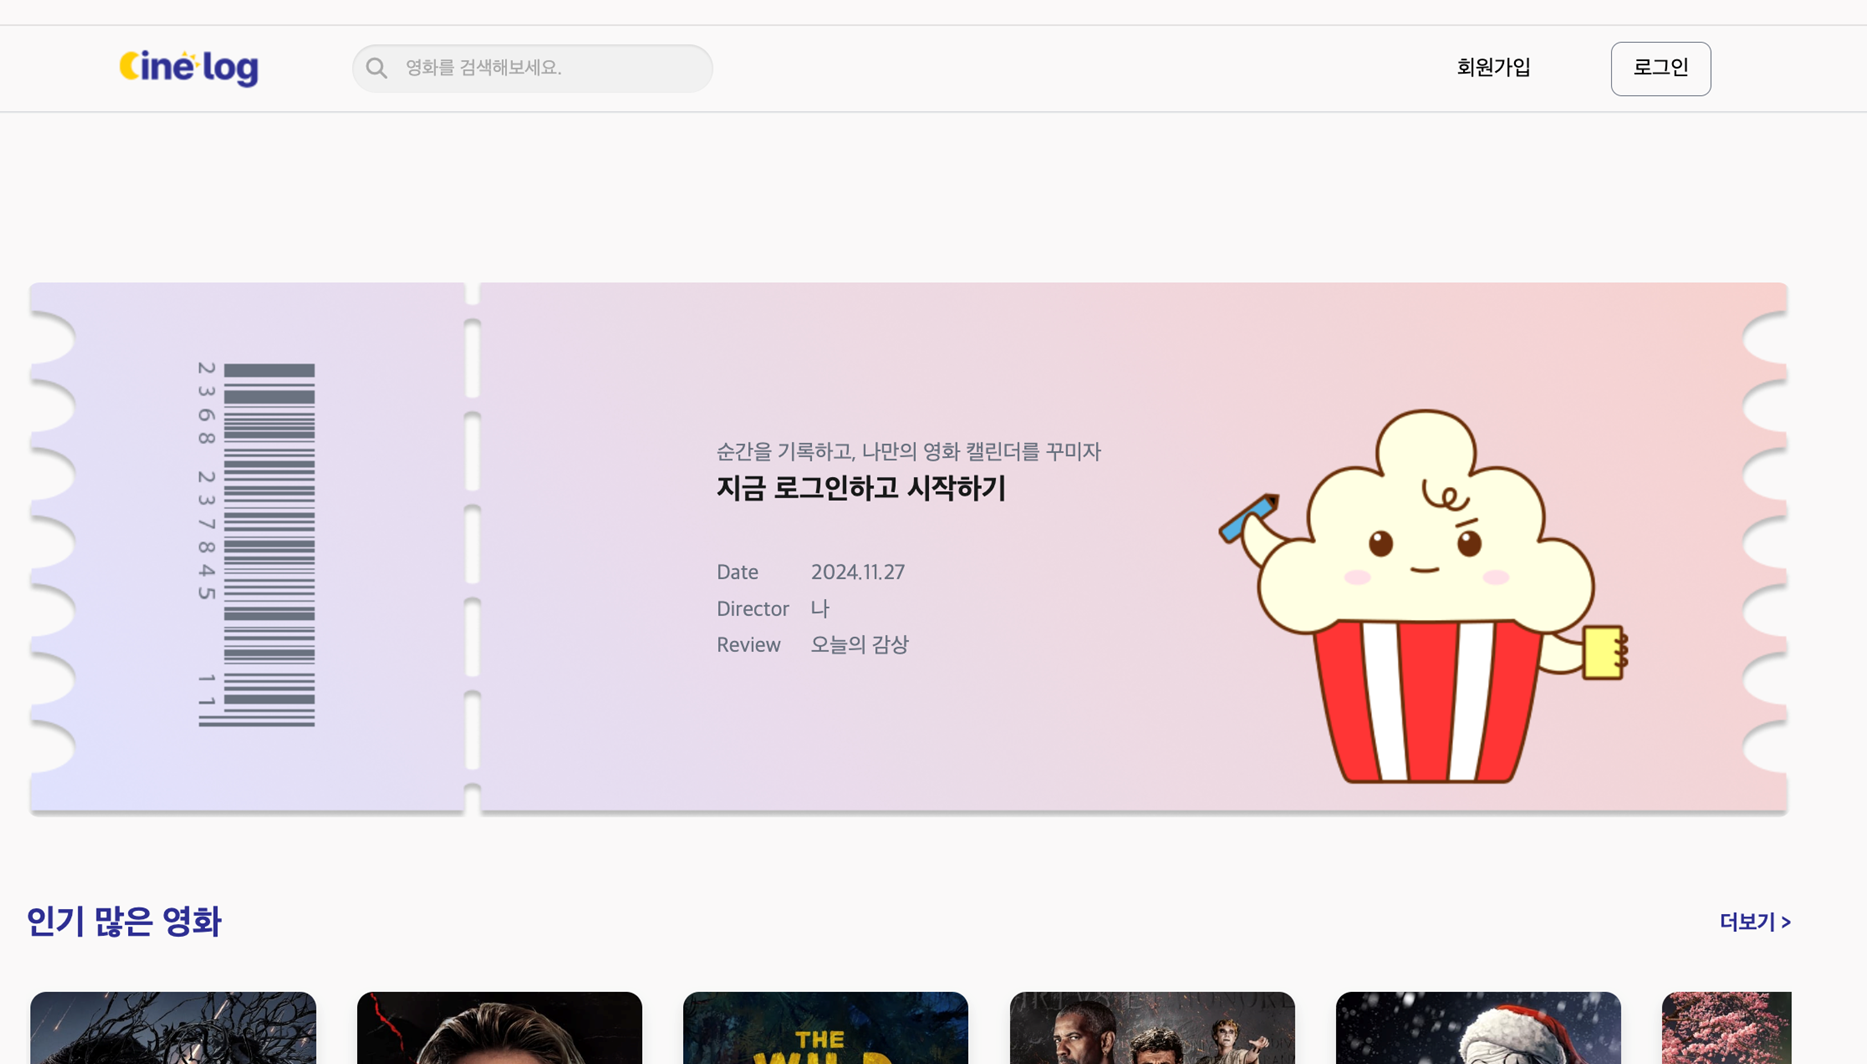 Cine log
영화를 검색해보세요.
회원가입
로그인
2368 237845 11
순간을 기록하고, 나만의 영화 캘린더를 꾸미자
지금 로그인하고 시작하기
Date 2024.11.27
Director 나
Review 오늘의 감상
인기 많은 영화
더보기 >
THE
WILD